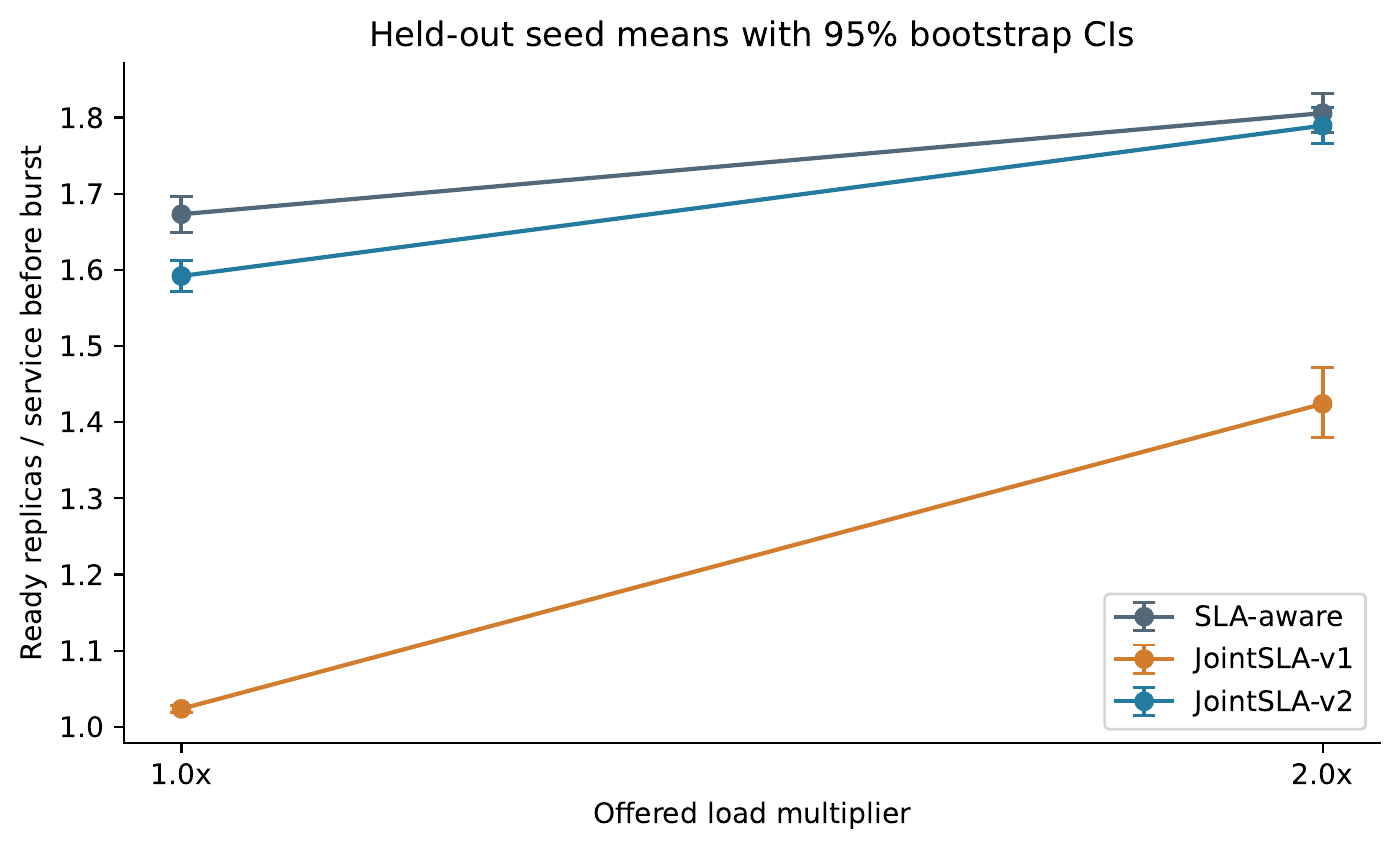 Held-out seed means with 95% bootstrap CIs
Ready replicas / service before burst
1.8
1.7
1.6
1.5
1.4
1.3
1.2
1.1
1.0
1.0x
2.0x
Offered load multiplier
SLA-aware
JointSLA-v1
JointSLA-v2